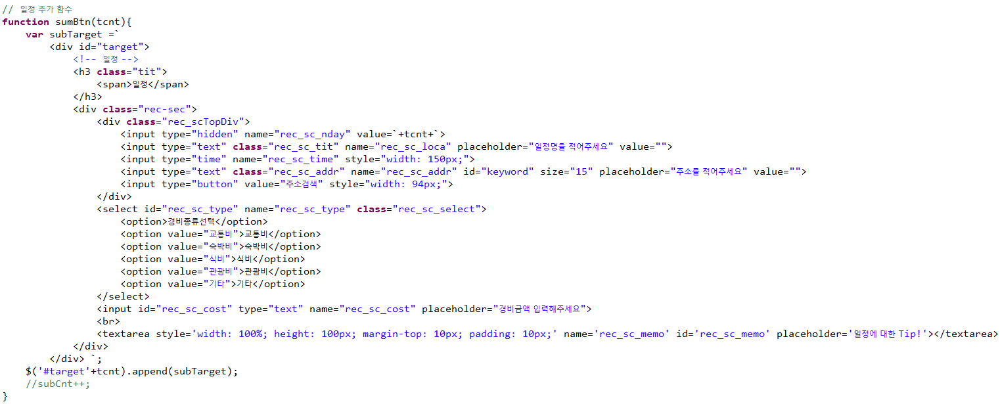 // 일정 추가 함수
function sumBtn(tcnt){
    var subTarget =`
        <div id="target">
            <!-- 일정 -->
            <h3 class="tit">
                <span>일정</span>
            </h3>
            <div class="rec-sec">
                <div class="rec_scTopDiv">
                    <input type="hidden" name="rec_sc_nday" value=`+tcnt+`>
                    <input type="text" class="rec_sc_tit" name="rec_sc_loca" placeholder="일정명을 적어주세요" value="">
                    <input type="time" name="rec_sc_time" style="width: 150px;">
                    <input type="text" class="rec_sc_addr" name="rec_sc_addr" id="keyword" size="15" placeholder="주소를 적어주세요" value="">
                    <input type="button" value="주소검색" style="width: 94px;">
                </div>
                <select id="rec_sc_type" name="rec_sc_type" class="rec_sc_select">
                    <option>경비종류선택</option>
                    <option value="교통비">교통비</option>
                    <option value="숙박비">숙박비</option>
                    <option value="식비">식비</option>
                    <option value="관광비">관광비</option>
                    <option value="기타">기타</option>
                </select>
                <input id="rec_sc_cost" type="text" name="rec_sc_cost" placeholder="경비금액 입력해주세요">
                <br>
                <textarea style='width: 100%; height: 100px; margin-top: 10px; padding: 10px;' name='rec_sc_memo' id='rec_sc_memo' placeholder='일정에 대한 Tip!'></textarea>
            </div>
        </div> `;
    $('#target'+tcnt).append(subTarget);
    //subCnt++;
}